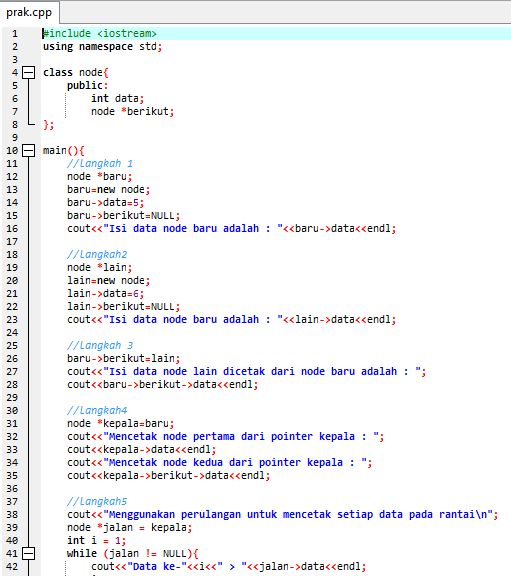 prak.cpp
1 #include <iostream>
2 using namespace std;
3
4 class node{
5     public:
6         int data;
7         node *berikut;
8 };
9
10 main(){
11     //langkah 1
12     node *baru;
13     baru=new node;
14     baru->data=5;
15     baru->berikut=NULL;
16     cout<<"Isi data node baru adalah : "<<baru->data<<endl;
17
18     //langkah2
19     node *lain;
20     lain=new node;
21     lain->data=6;
22     lain->berikut=NULL;
23     cout<<"Isi data node baru adalah : "<<lain->data<<endl;
24
25     //langkah 3
26     baru->berikut=lain;
27     cout<<"Isi data node lain dicetak dari node baru adalah : ";
28     cout<<baru->berikut->data<<endl;
29
30     //langkah4
31     node *kepala=baru;
32     cout<<"Mencetak node pertama dari pointer kepala : ";
33     cout<<kepala->data<<endl;
34     cout<<"Mencetak node kedua dari pointer kepala : ";
35     cout<<kepala->berikut->data<<endl;
36
37     //langkah5
38     cout<<"Menggunakan perulangan untuk mencetak setiap data pada rantai\n";
39     node *jalan = kepala;
40     int i = 1;
41     while (jalan != NULL){
42         cout<<"Data ke-"<<i<<" > "<<jalan->data<<endl;